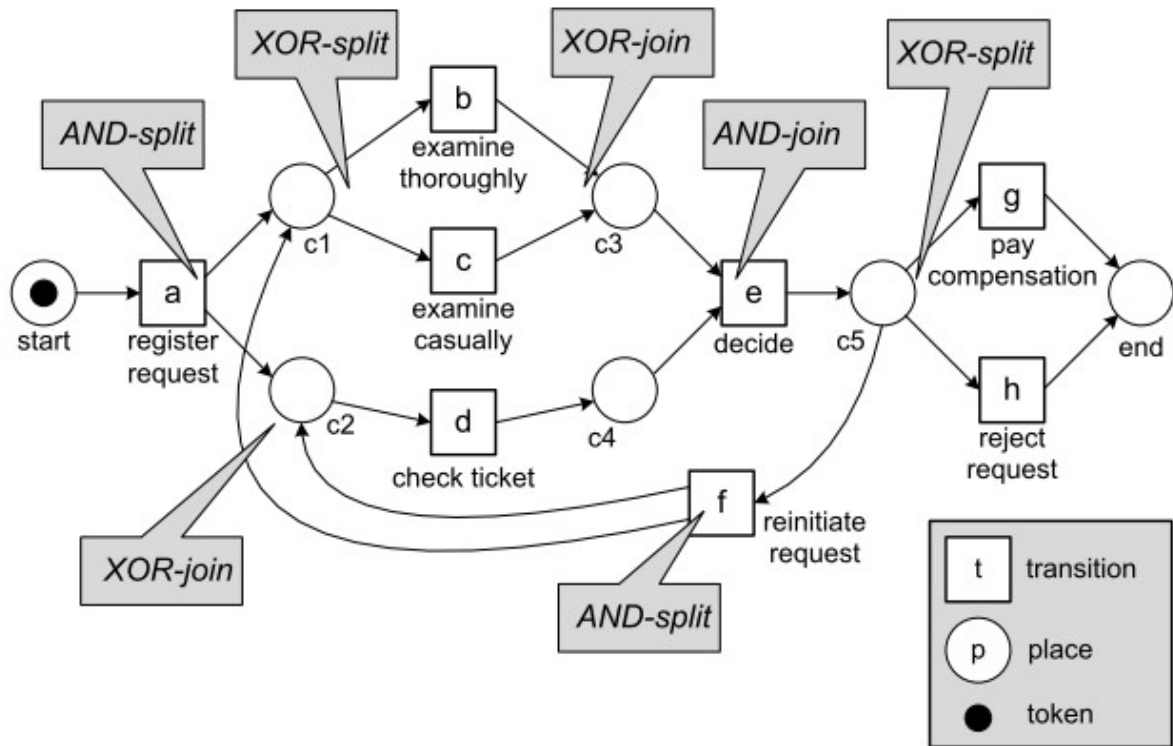 XOR-split
XOR-join
XOR-split
AND-split
b
AND-join
examine
thoroughly
g
pay
compensation
c1
c3
a
c
e
start
register
request
examine
casually
decide
c5
end
d
h
c2
c4
reject
request
check ticket
f
reinitiate
request
XOR-join
AND-split
t
transition
p
place
token